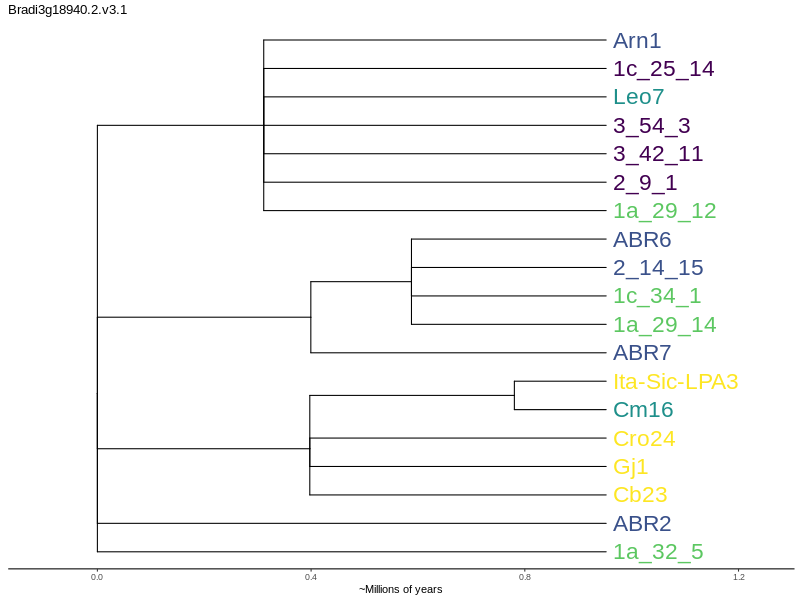 Bradi3g18940.2.v3.1
Arn1
1c_25_14
Leo7
3_54_3
3_42_11
2_9_1
1a_29_12
ABR6
2_14_15
1c_34_1
1a_29_14
ABR7
Ita-Sic-LPA3
Cm16
Cro24
Gj1
Cb23
ABR2
1a_32_5
0.0 0.4 0.8 1.2
~Millions of years